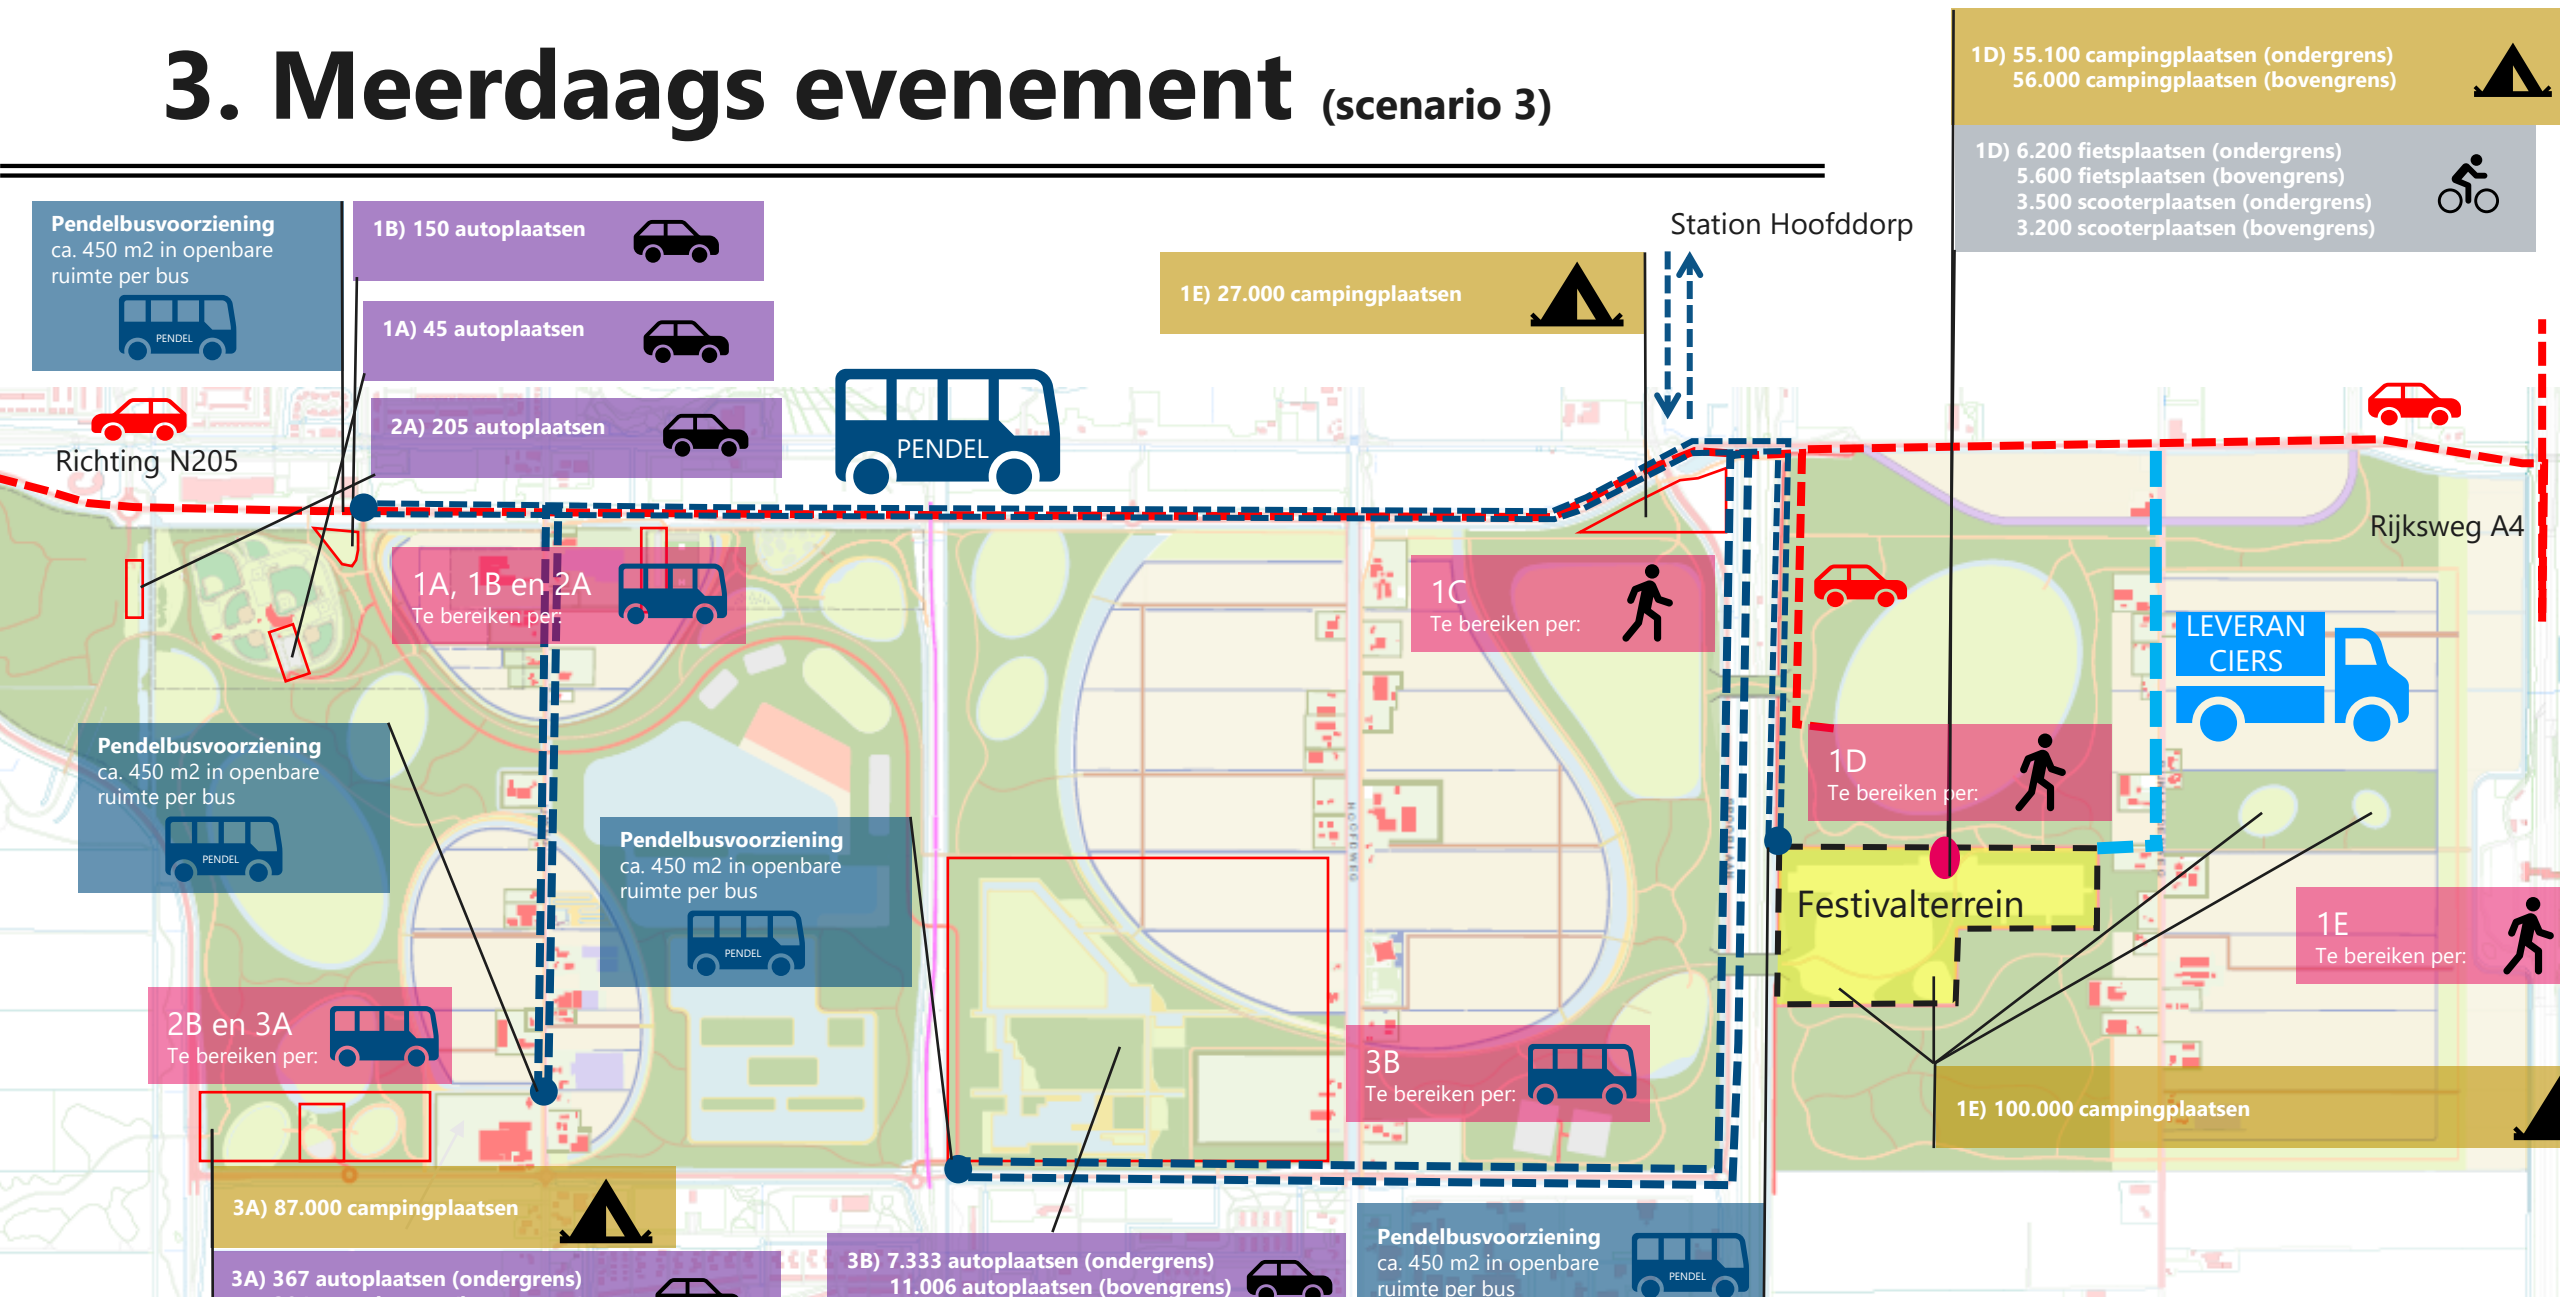 3. Meerdaags evenement (scenario 3)
1D) 55.100 campingplaatsen (ondergrens)
56.000 campingplaatsen (bovengrens)
1D) 6.200 fietsplaatsen (ondergrens)
5.600 fietsplaatsen (bovengrens)
3.500 scooterplaatsen (ondergrens)
3.200 scooterplaatsen (bovengrens)
Pendelbusvoorziening
ca. 450 m2 in openbare
ruimte per bus
PENDEL
1B) 150 autoplaatsen
1A) 45 autoplaatsen
2A) 205 autoplaatsen
Station Hoofddorp
1E) 27.000 campingplaatsen
PENDEL
Richting N205
Rijksweg A4
1A, 1B en 2A
Te bereiken per:
1C
Te bereiken per:
LEVERAN
CIERS
1D
Te bereiken per:
Pendelbusvoorziening
ca. 450 m2 in openbare
ruimte per bus
PENDEL
Pendelbusvoorziening
ca. 450 m2 in openbare
ruimte per bus
PENDEL
HOOFDWEG
Festivalterrein
1E
Te bereiken per:
2B en 3A
Te bereiken per:
3B
Te bereiken per:
1E) 100.000 campingplaatsen
3A) 87.000 campingplaatsen
3A) 367 autoplaatsen (ondergrens)
3B) 7.333 autoplaatsen (ondergrens)
11.006 autoplaatsen (bovengrens)
Pendelbusvoorziening
ca. 450 m2 in openbare
ruimte per bus
PENDEL